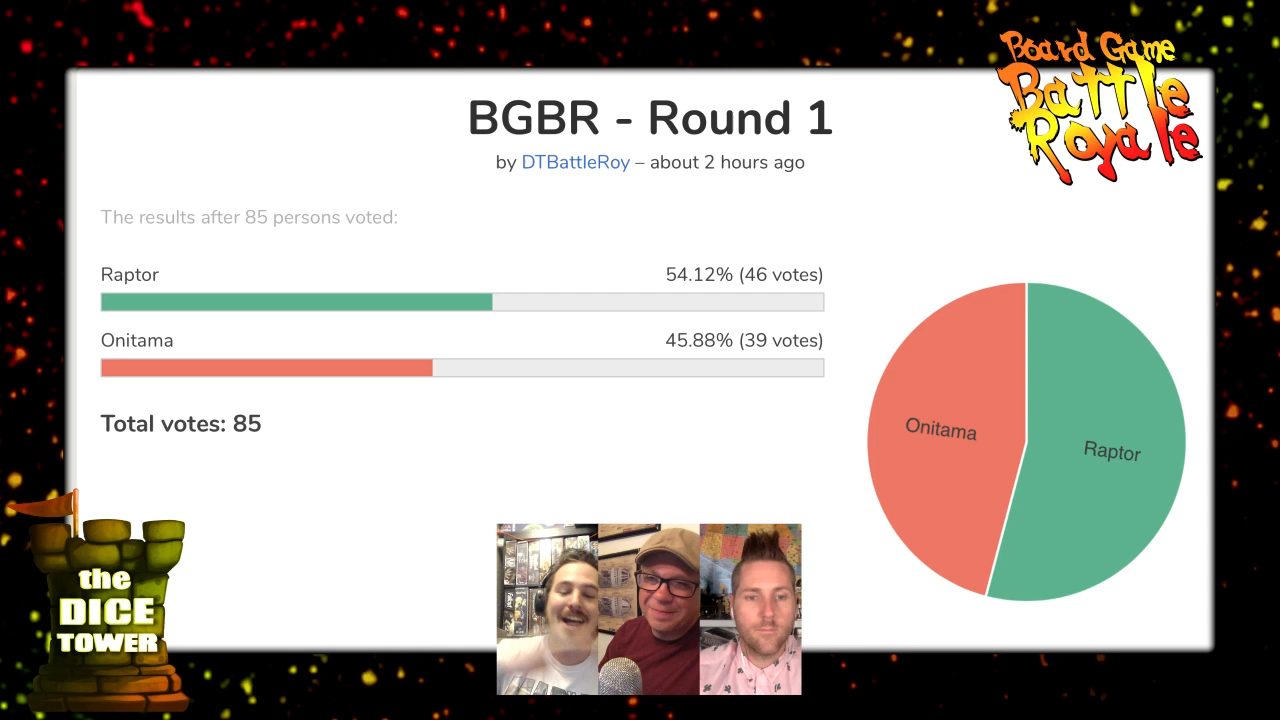 Board Game
Battle
Royale
BGBR - Round 1
by DTBattleRoy – about 2 hours ago
The results after 85 persons voted:
Raptor 54.12% (46 votes)
Onitama 45.88% (39 votes)
Total votes: 85
Onitama
Raptor
the
DICE
TOWER